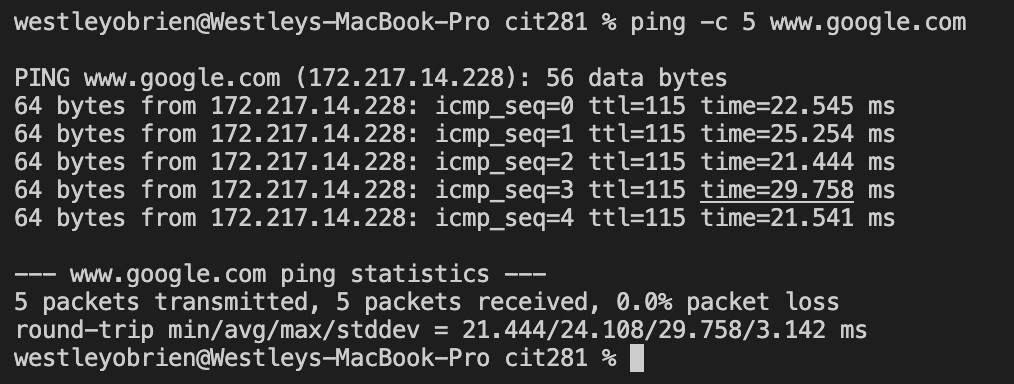 westleyobrien@Westleys-MacBook-Pro cit281 % ping -c 5 www.google.com
PING www.google.com (172.217.14.228): 56 data bytes
64 bytes from 172.217.14.228: icmp_seq=0 ttl=115 time=22.545 ms
64 bytes from 172.217.14.228: icmp_seq=1 ttl=115 time=25.254 ms
64 bytes from 172.217.14.228: icmp_seq=2 ttl=115 time=21.444 ms
64 bytes from 172.217.14.228: icmp_seq=3 ttl=115 time=29.758 ms
64 bytes from 172.217.14.228: icmp_seq=4 ttl=115 time=21.541 ms
--- www.google.com ping statistics ---
5 packets transmitted, 5 packets received, 0.0% packet loss
round-trip min/avg/max/stddev = 21.444/24.108/29.758/3.142 ms
westleyobrien@Westleys-MacBook-Pro cit281 %